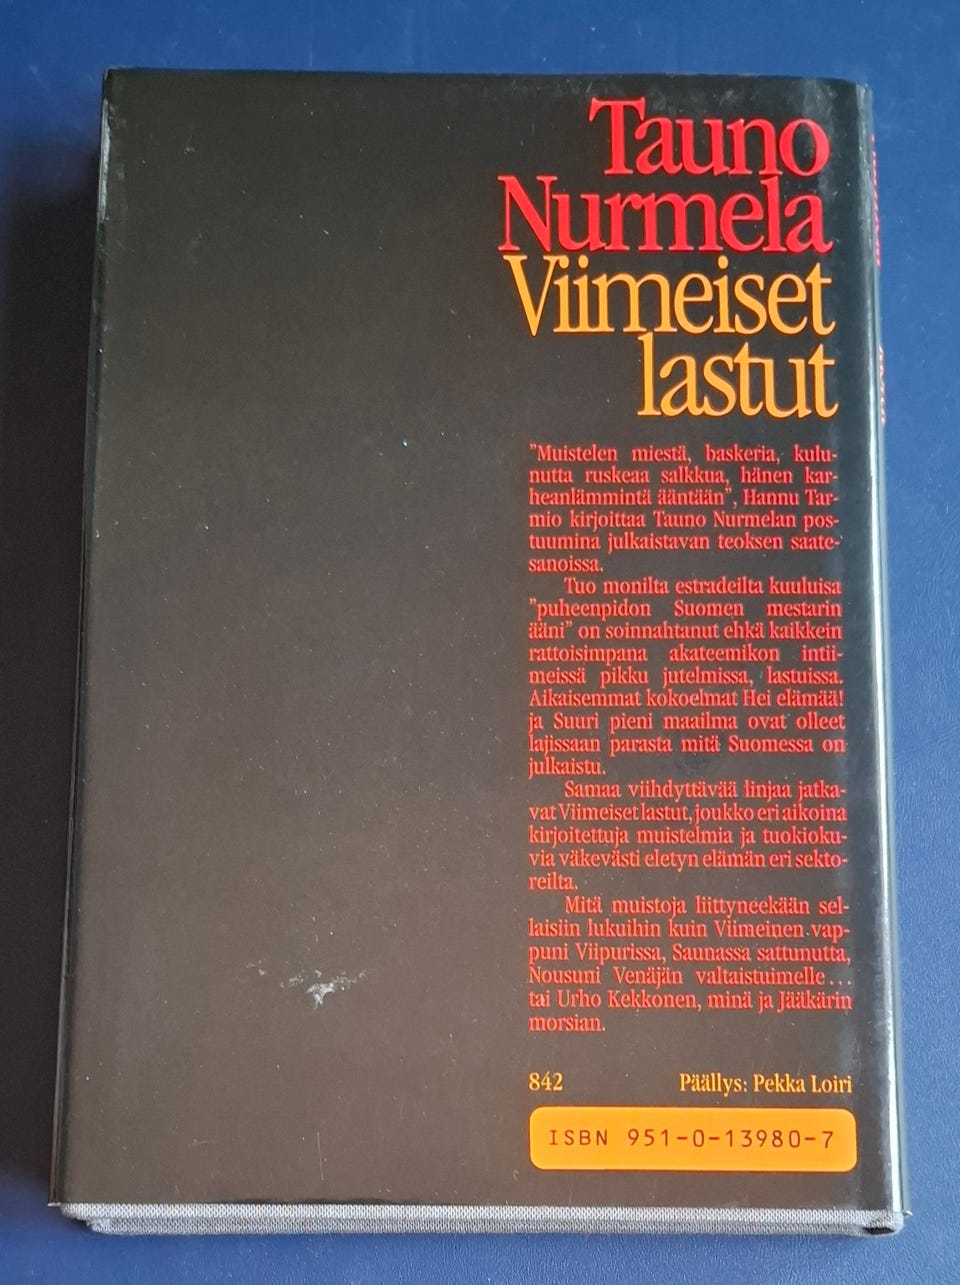 Tauno
Nurmela
Viimeiset
lastut
"Muistelen miestä, baskeria, kulu-
nutta ruskeaa salkkua, hänen kar-
heanlämmintä ääntään", Hannu Tar-
mio kirjoittaa Tauno Nurmelan pos-
tuumina julkaistavan teoksen saate-
sanoissa.
Tuo monilta estradeilta kuuluisa
"puheenpidon Suomen mestarin
ääni" on soinnahtanut ehkä kaikkein
rattoisimpana akateemikon intii-
meissä pikku jutelmissa, lastuissa.
Aikaisemmat kokoelmat Hei elämää!
ja Suuri pieni maailma ovat olleet
lajissaan parasta mitä Suomessa on
julkaistu.
Samaa viihdyttävää linjaa jatka-
vat Viimeiset lastut, joukko eri aikoina
kirjoitettuja muistelmia ja tuokioku-
via väkevästi eletyn elämän eri sekto-
reilta.
Mitä muistoja liittyneekään sel-
laisiin lukuihin kuin Viimeinen vap-
puni Viipurissa, Saunassa sattunutta,
Nousuni Venäjän valtaistuimelle...
tai Urho Kekkonen, minä ja Jääkärin
morsian.
842 Päällys: Pekka Loiri
ISBN 951-0-13980-7